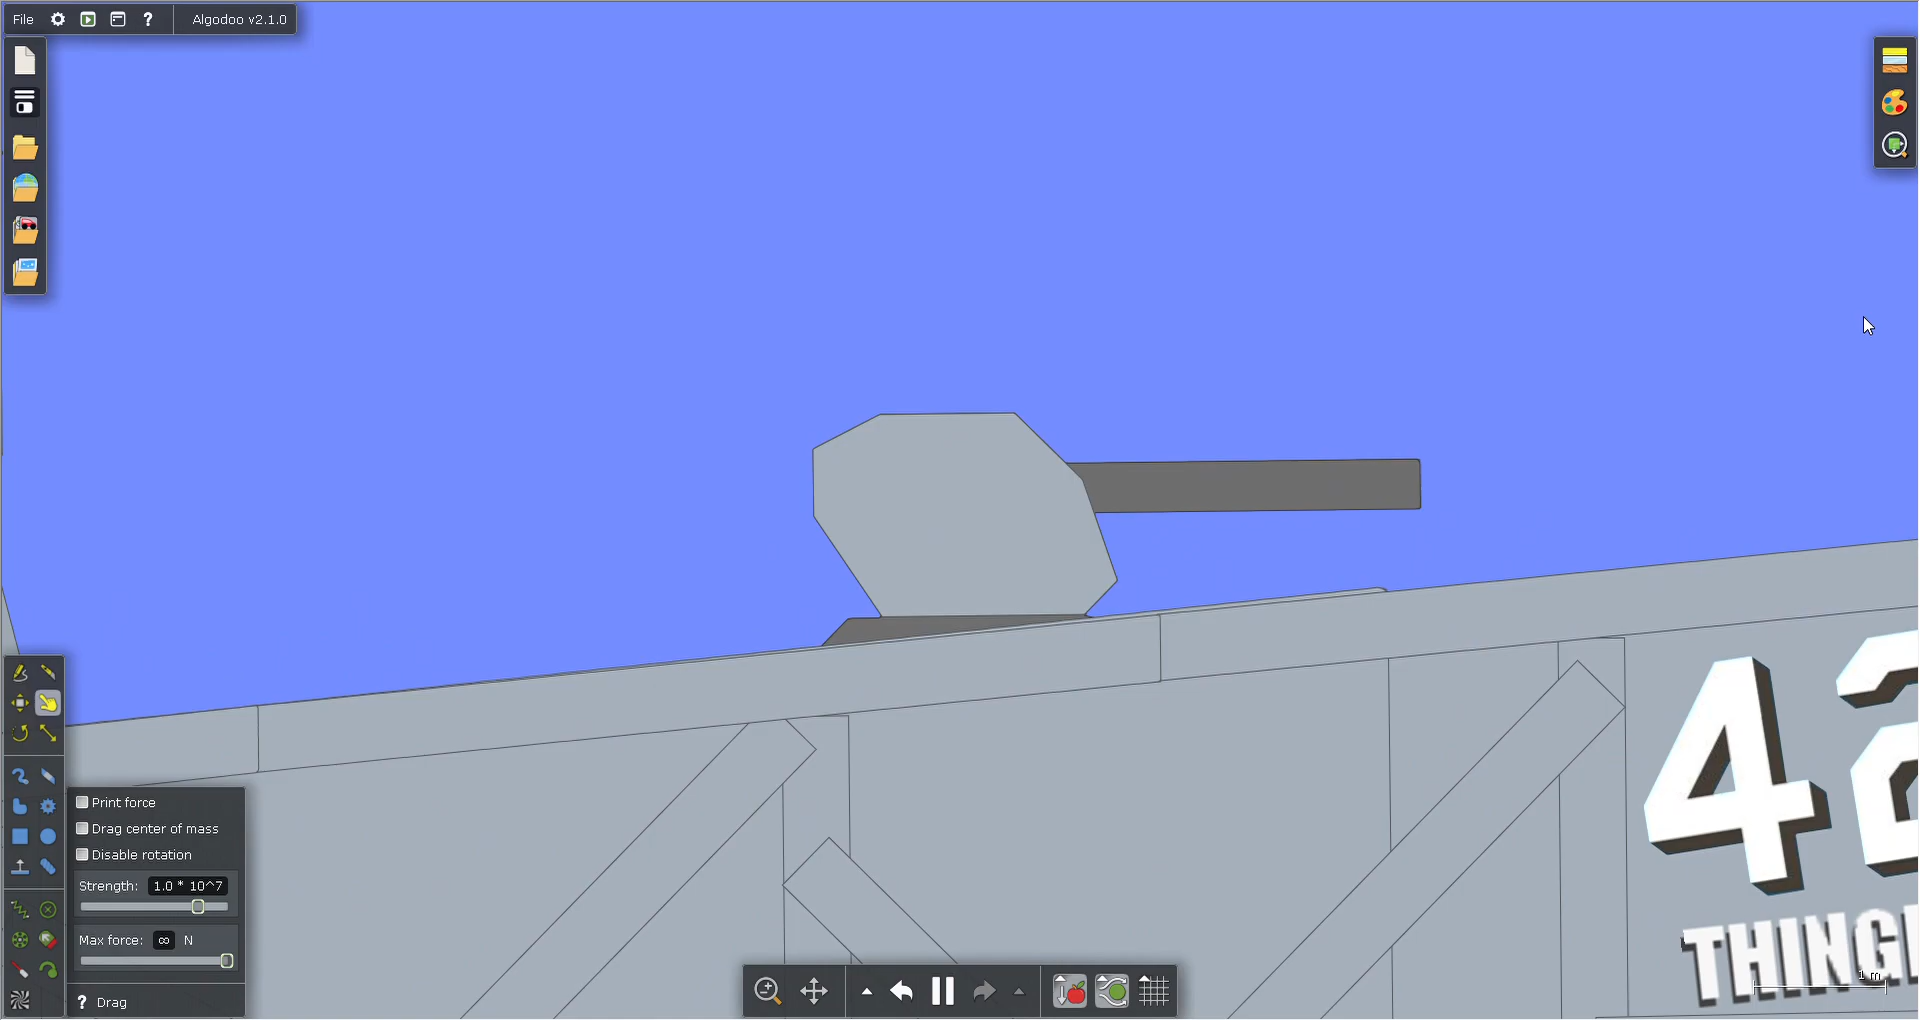 File ? Algodoo v2.1.0
42
THING
1 m
Print force
Drag center of mass
Disable rotation
Strength: 1.0 * 10^7
Max force: ∞ N
? Drag